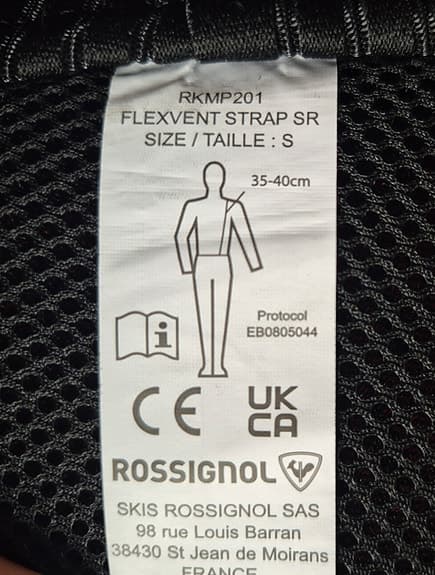 RKMP201
FLEXVENT STRAP SR
SIZE / TAILLE : S
35-40cm
Protocol
EB0805044
i
CE
UK
CA
ROSSIGNOL
SKIS ROSSIGNOL SAS
98 rue Louis Barran
38430 St Jean de Moirans
FRANCE